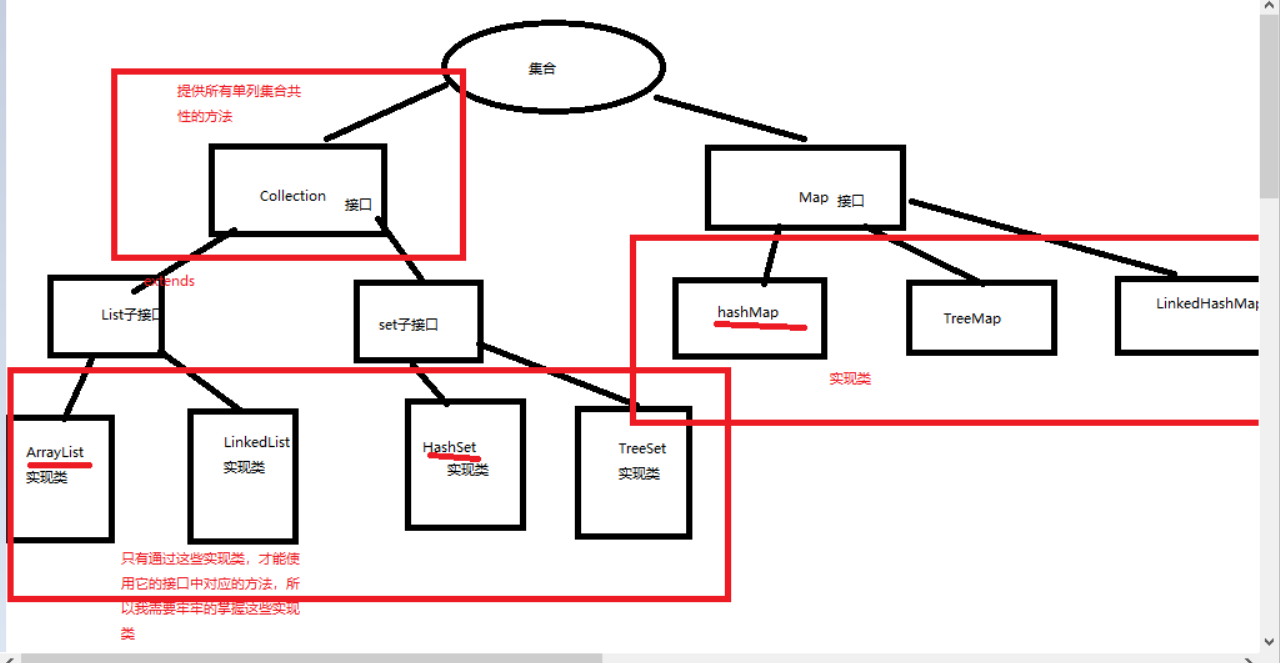 集合
提供所有单列集合共
性的方法
Collection 接口
Map 接口
extends
List子接口
set子接口
hashMap
TreeMap
LinkedHashMap
实现类
ArrayList
实现类
LinkedList
实现类
HashSet
实现类
TreeSet
实现类
只有通过这些实现类，才能使
用它的接口中对应的方法，所
以我需要牢牢的掌握这些实现
类